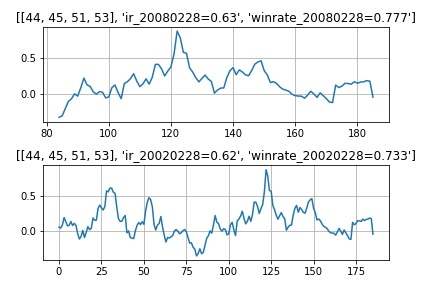 [[44, 45, 51, 53], 'ir_20080228=0.63', 'winrate_20080228=0.777']
0.5
0.0
80 100 120 140 160 180
[[44, 45, 51, 53], 'ir_20020228=0.62', 'winrate_20020228=0.733']
0.5
0.0
0 25 50 75 100 125 150 175